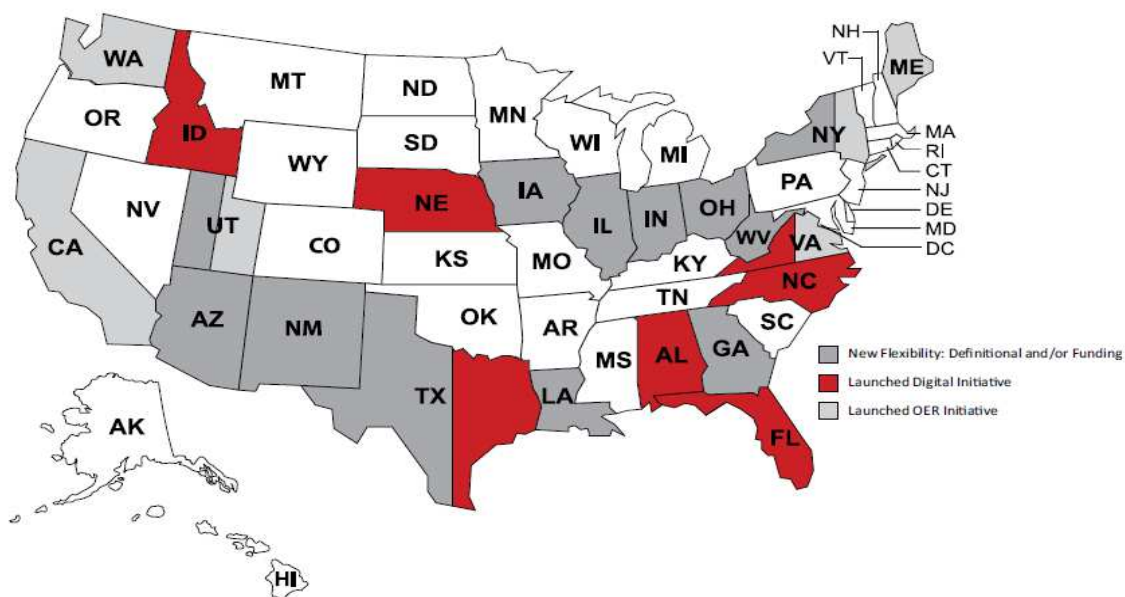 NH
VT
WA
ME
MT
ND
MN
OR
ID
SD
WI
MI
NY
MA
RI
CT
NJ
DE
MD
DC
WY
IA
NE
PA
NV
UT
CO
IL
IN
OH
WV
VA
CA
KS
MO
KY
NC
TN
AZ
NM
OK
AR
SC
MS
AL
GA
TX
LA
FL
New Flexibility: Definitional and/or Funding
Launched Digital Initiative
Launched OER Initiative
AK
HI